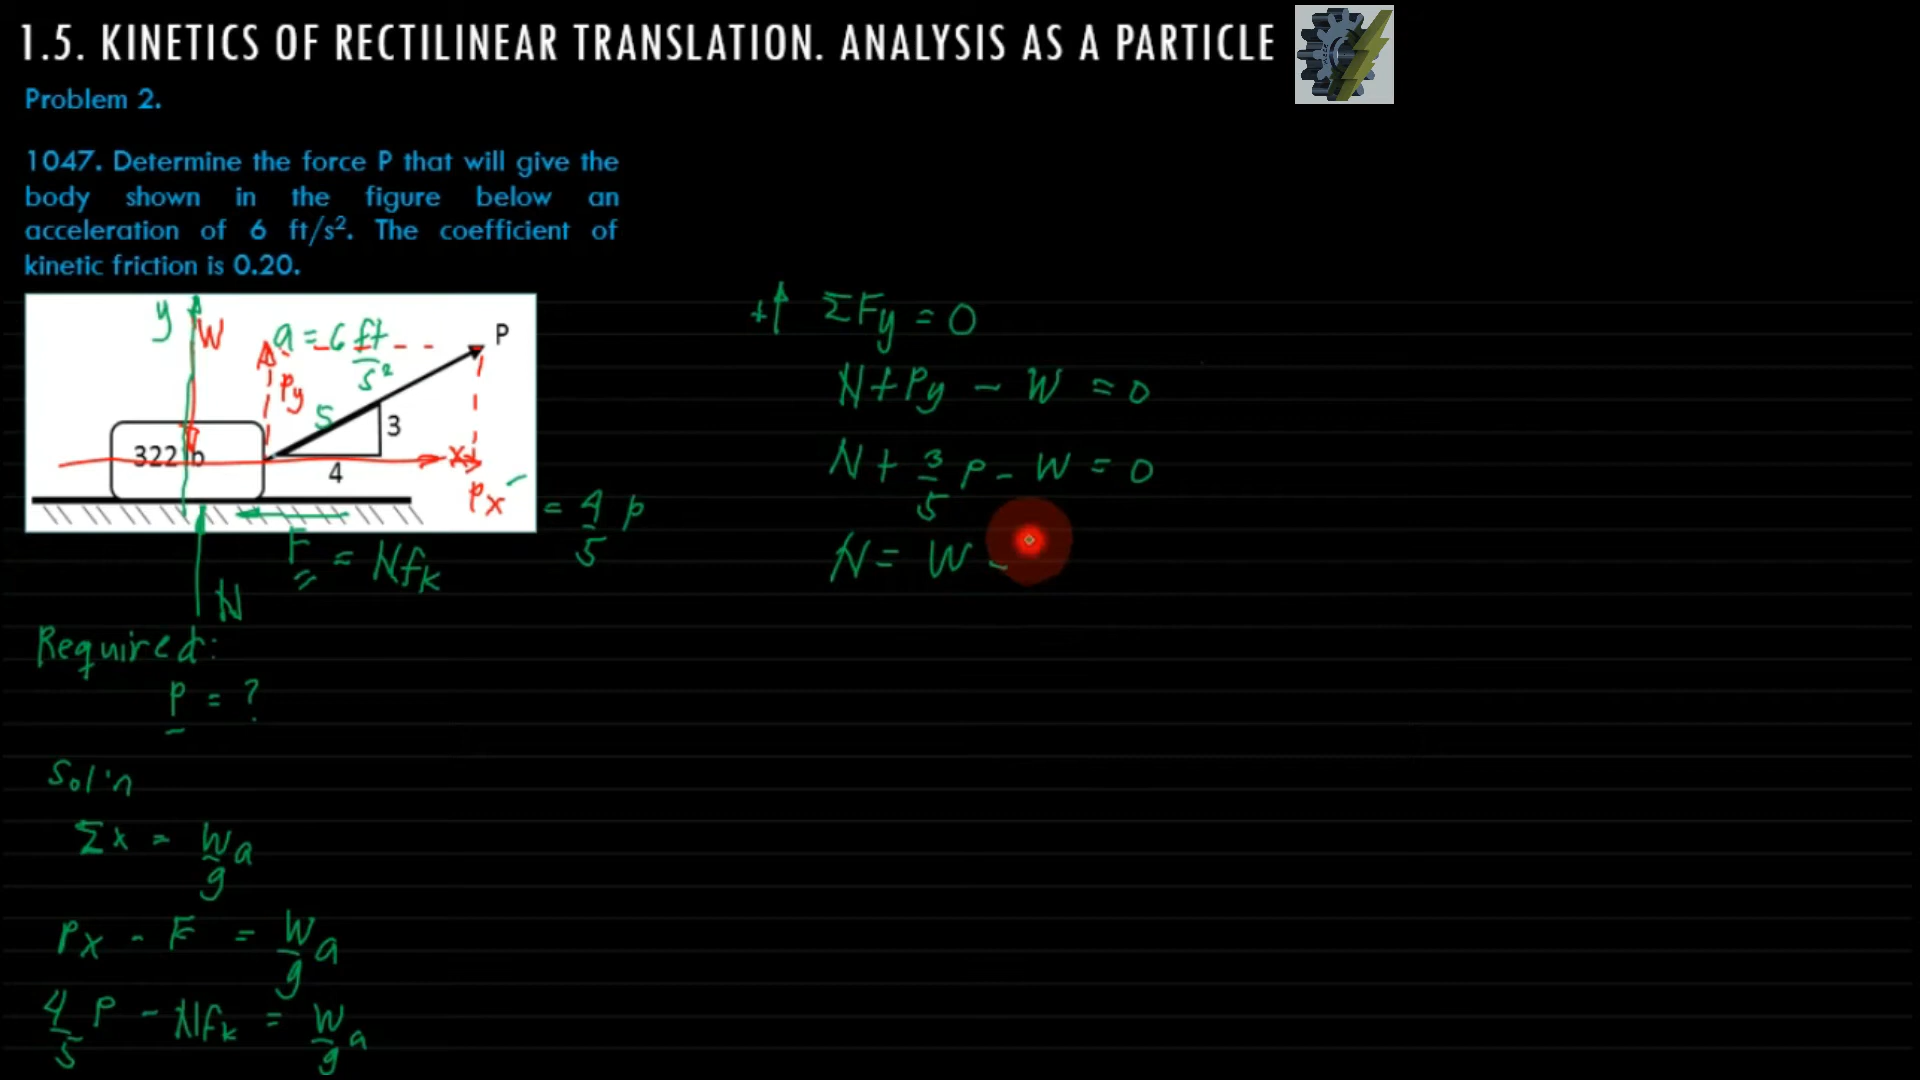 1.5. KINETICS OF RECTILINEAR TRANSLATION. ANALYSIS AS A PARTICLE
Problem 2.
1047. Determine the force P that will give the
body shown in the figure below an
acceleration of 6 ft/s². The coefficient of
kinetic friction is 0.20.
y
W
a = 6 ft/s²
P
Py
5
3
322 lb
4
x
Px = 4/5 P
F = Nfk
N
Required:
P = ?
Sol'n
Σx = W/g a
Px - F = W/g a
4/5 P - Nfk = W/g a
+↑ ΣFy = 0
N + Py - W = 0
N + 3/5 P - W = 0
N = W -